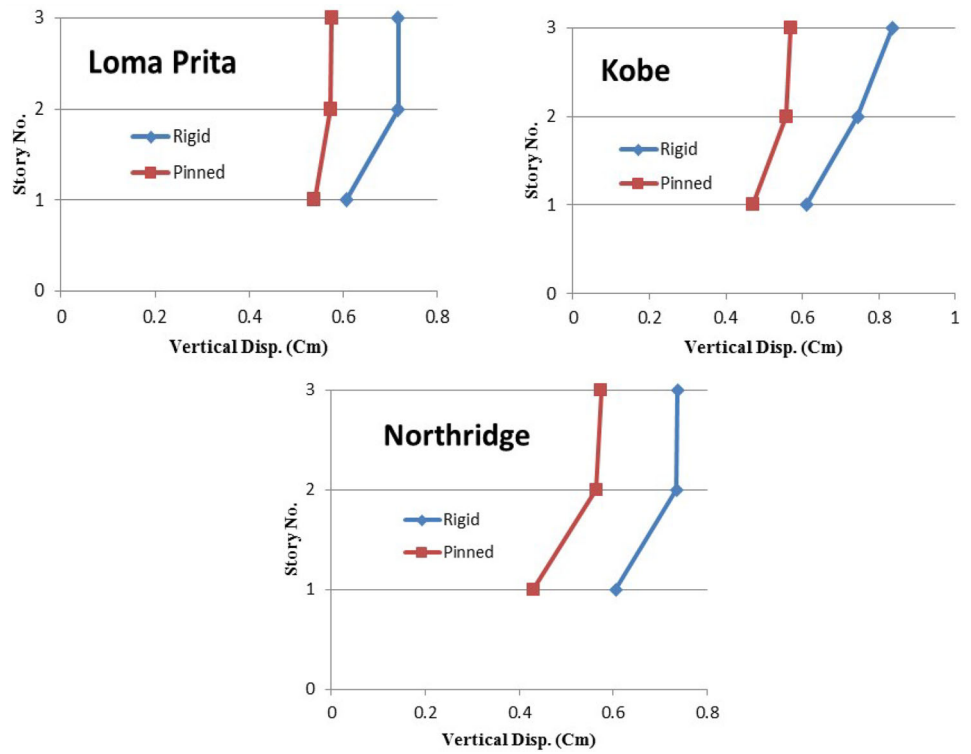 Loma Prita
Story No.
3
2
1
0
Rigid
Pinned
0 0.2 0.4 0.6 0.8
Vertical Disp. (Cm)
Kobe
Story No.
3
2
1
0
Rigid
Pinned
0 0.2 0.4 0.6 0.8 1
Vertical Disp. (Cm)
Northridge
Story No.
3
2
1
0
Rigid
Pinned
0 0.2 0.4 0.6 0.8
Vertical Disp. (Cm)